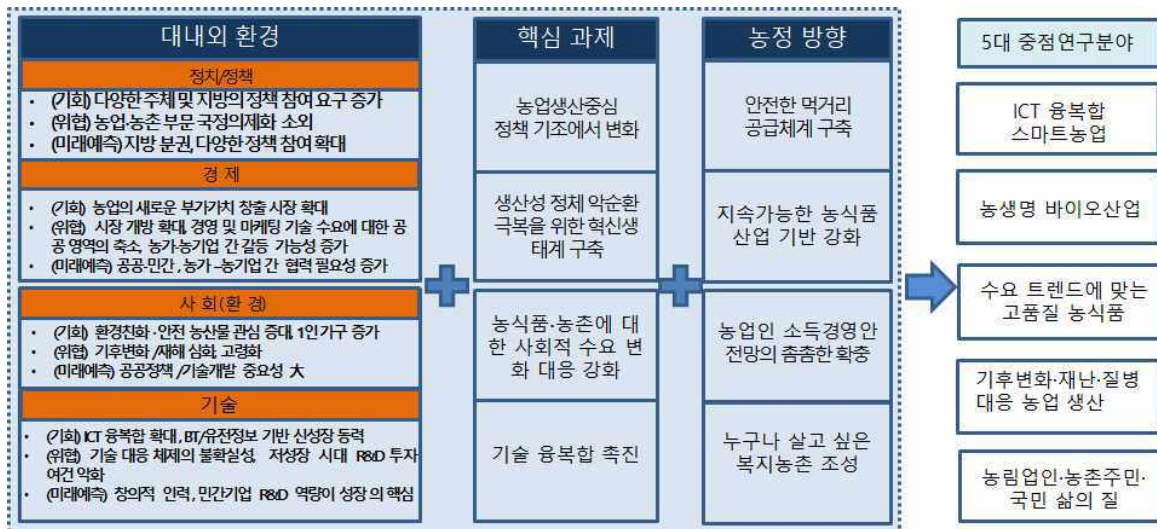 대내외 환경
정치/정책
• (기회) 다양한 주체 및 지방의 정책 참여 요구 증가
• (위협) 농업·농촌 부문 국정의제화 소외
• (미래예측) 지방 분권, 다양한 정책 참여 확대
경 제
• (기회) 농업의 새로운 부가가치 창출 시장 확대
• (위협) 시장 개방 확대, 경영 및 마케팅 기술 수요에 대한 공
공 영역의 축소, 농가·농기업 간 갈등 가능성 증가
• (미래예측) 공공·민간 , 농가 –농기업 간 협력 필요성 증가
사 회(환 경)
• (기회) 환경친화 ·안전 농산물 관심 증대, 1인 가구 증가
• (위협) 기후변화 /재해 심화, 고령화
• (미래예측) 공공정책 /기술개발 중요성 大
기술
• (기회) ICT 융복합 확대 , BT/유전정보 기반 신성장 동력
• (위협) 기술 대응 체제의 불확실성, 저성장 시대 R&D 투자
여건 악화
• (미래예측) 창의적 인력 , 민간기업 R&D 역량이 성장 의 핵심
핵심 과제
농업생산중심
정책 기조에서 변화
생산성 정체 악순환
극복을 위한 혁신생
태계 구축
농식품·농촌에 대
한 사회적 수요 변
화 대응 강화
기술 융복합 촉진
농정 방향
안전한 먹거리
공급체계 구축
지속가능한 농식품
산업 기반 강화
농업인 소득경영안
전망의 촘촘한 확충
누구나 살고 싶은
복지농촌 조성
5대 중점연구분야
ICT 융복합
스마트농업
농생명 바이오산업
수요 트렌드에 맞는
고품질 농식품
기후변화·재난·질병
대응 농업 생산
농림업인·농촌주민·
국민 삶의 질